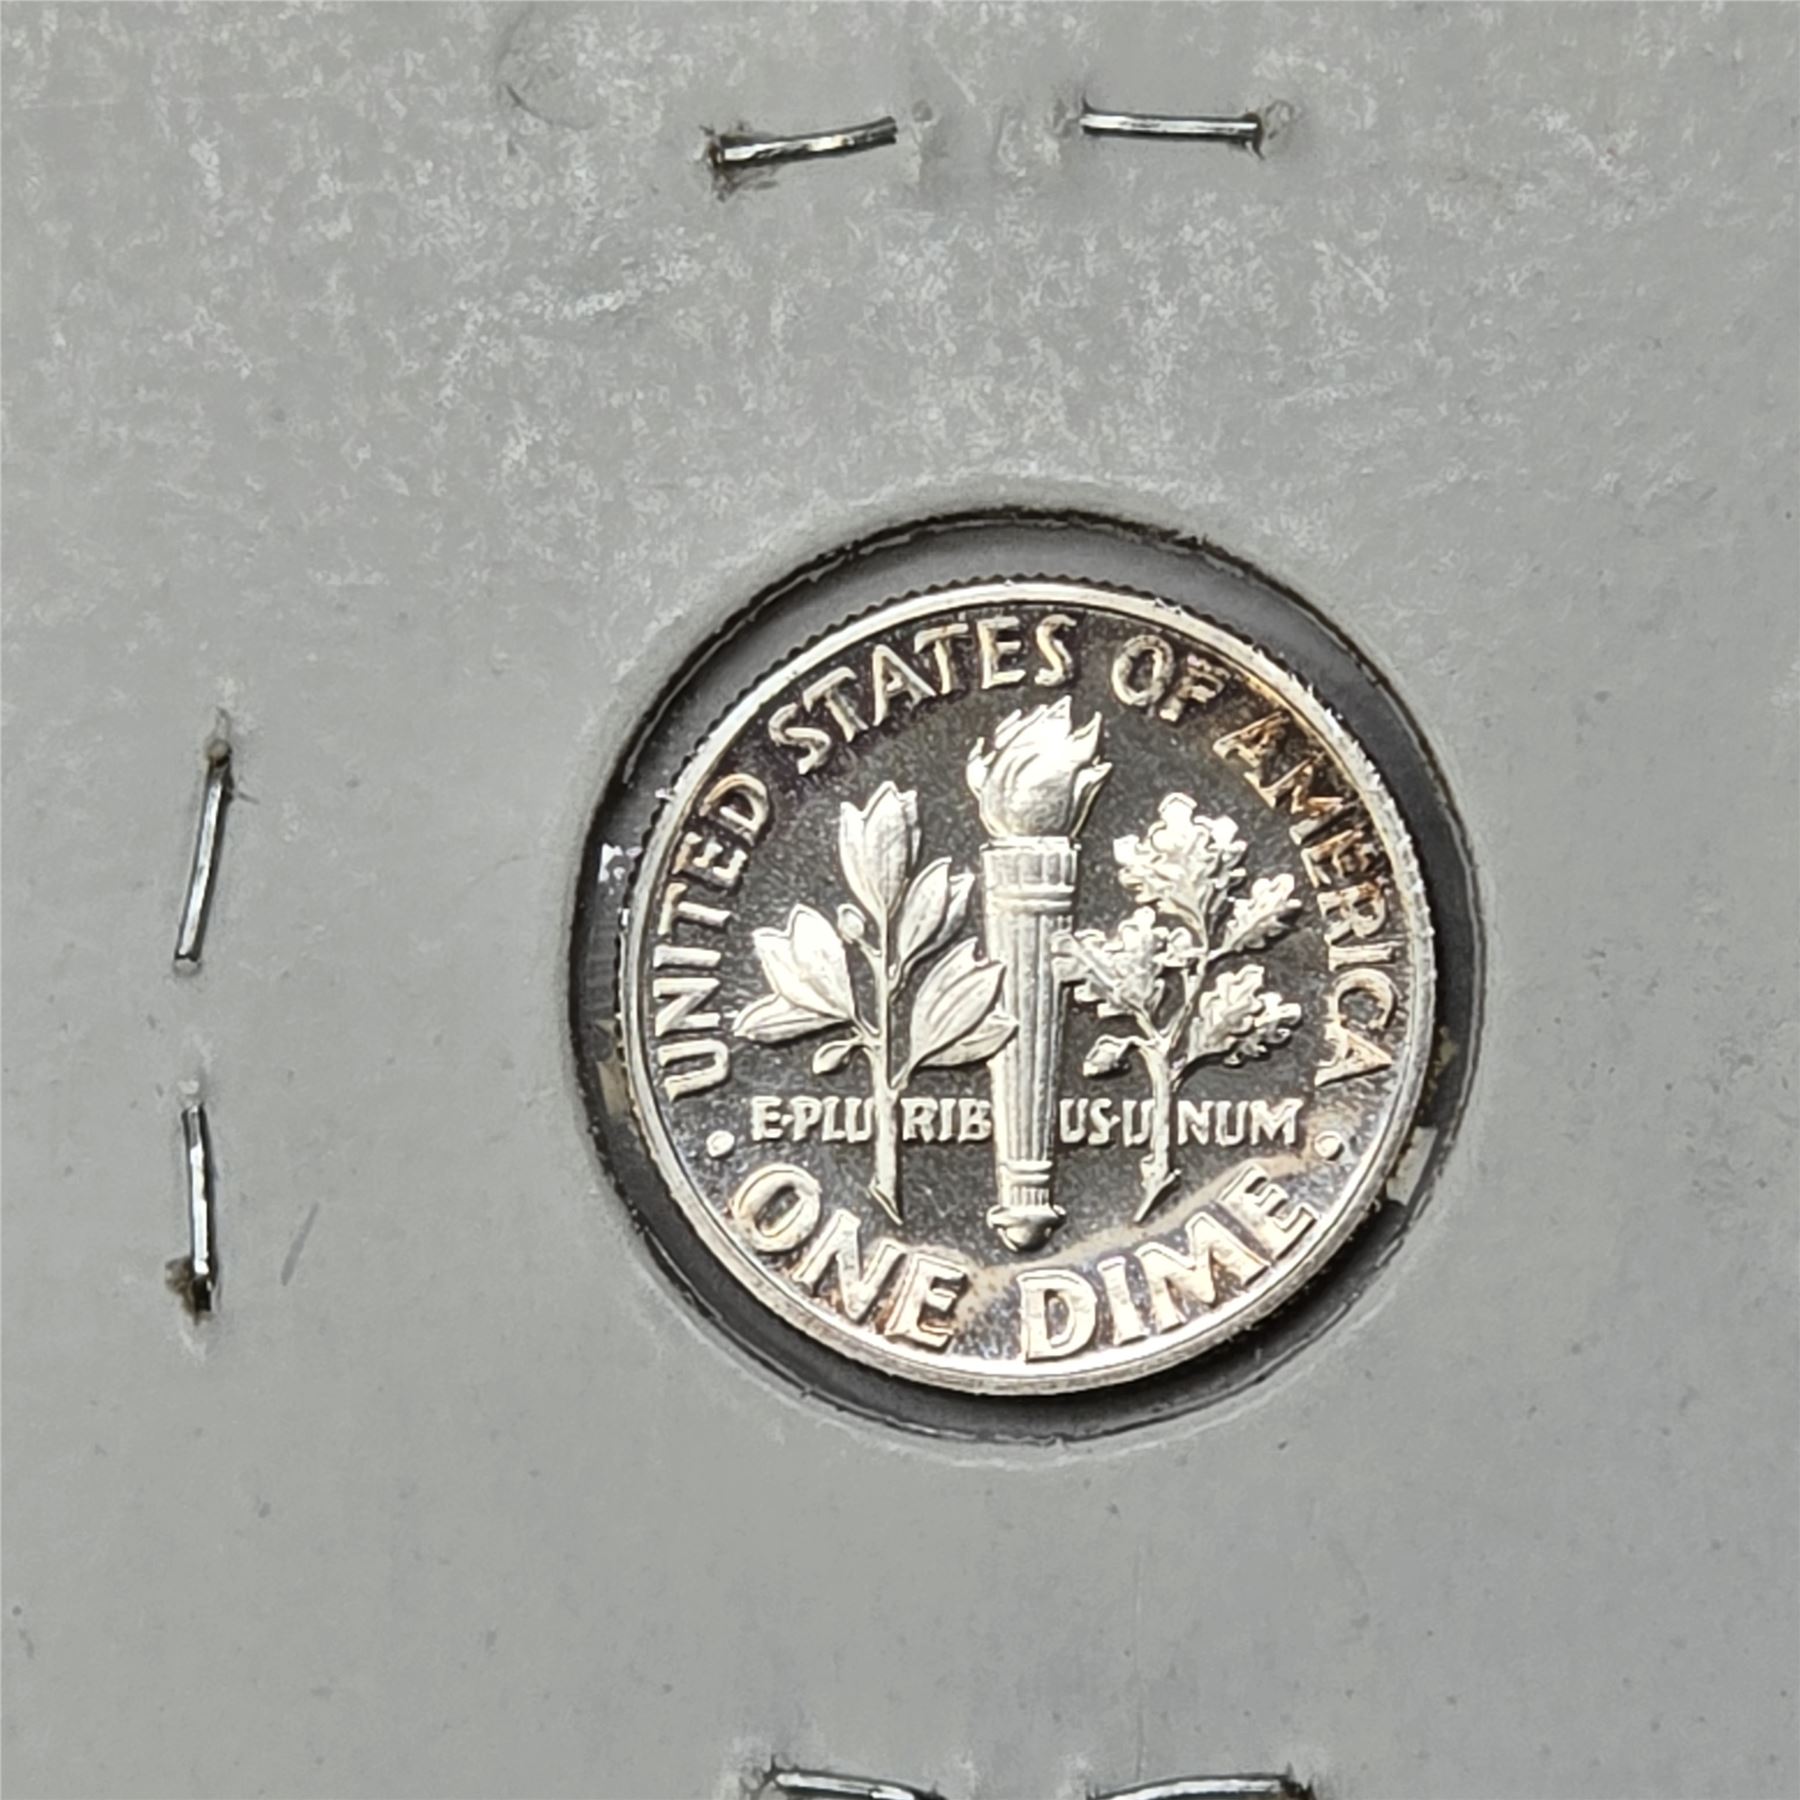 UNITED STATES OF AMERICA
E·PLURIBUS·UNUM
• ONE DIME •